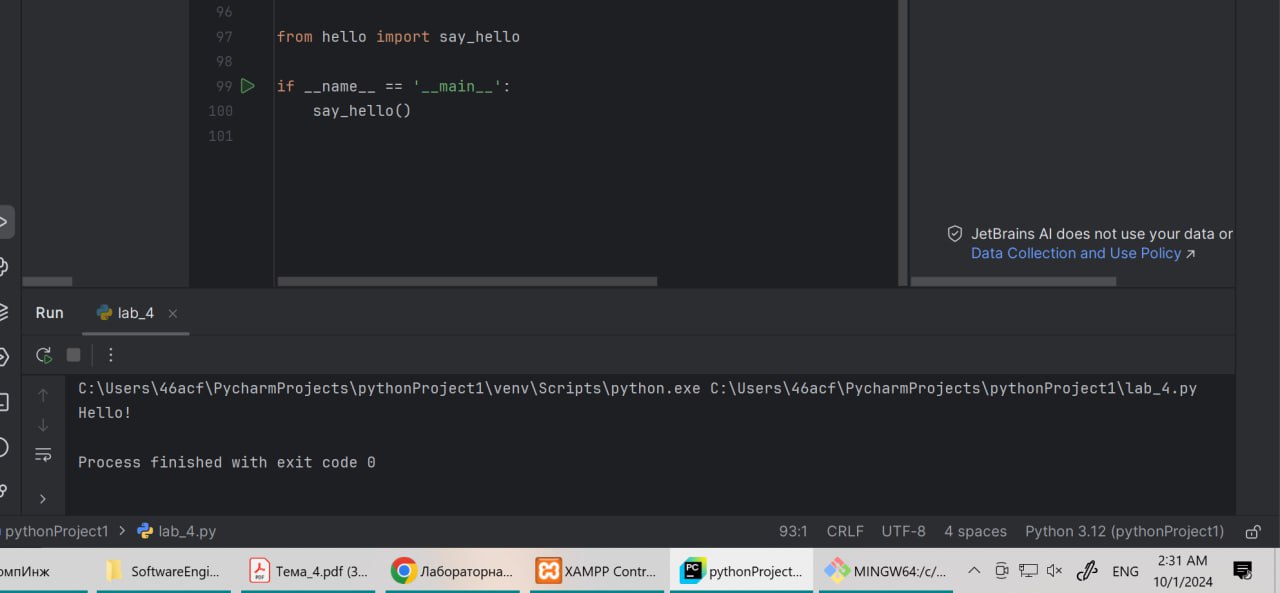 96
97 from hello import say_hello
98
99 if __name__ == '__main__':
100 say_hello()
101
JetBrains AI does not use your data or
Data Collection and Use Policy ↗
Run lab_4 ×
C:\Users\46acf\PycharmProjects\pythonProject1\venv\Scripts\python.exe C:\Users\46acf\PycharmProjects\pythonProject1\lab_4.py
Hello!
Process finished with exit code 0
pythonProject1 > lab_4.py 93:1 CRLF UTF-8 4 spaces Python 3.12 (pythonProject1)
омпИнж SoftwareEngi... Тема_4.pdf (3... Лабораторна... XAMPP Contr... PC pythonProject... MINGW64:/c/... ENG 2:31 AM
10/1/2024